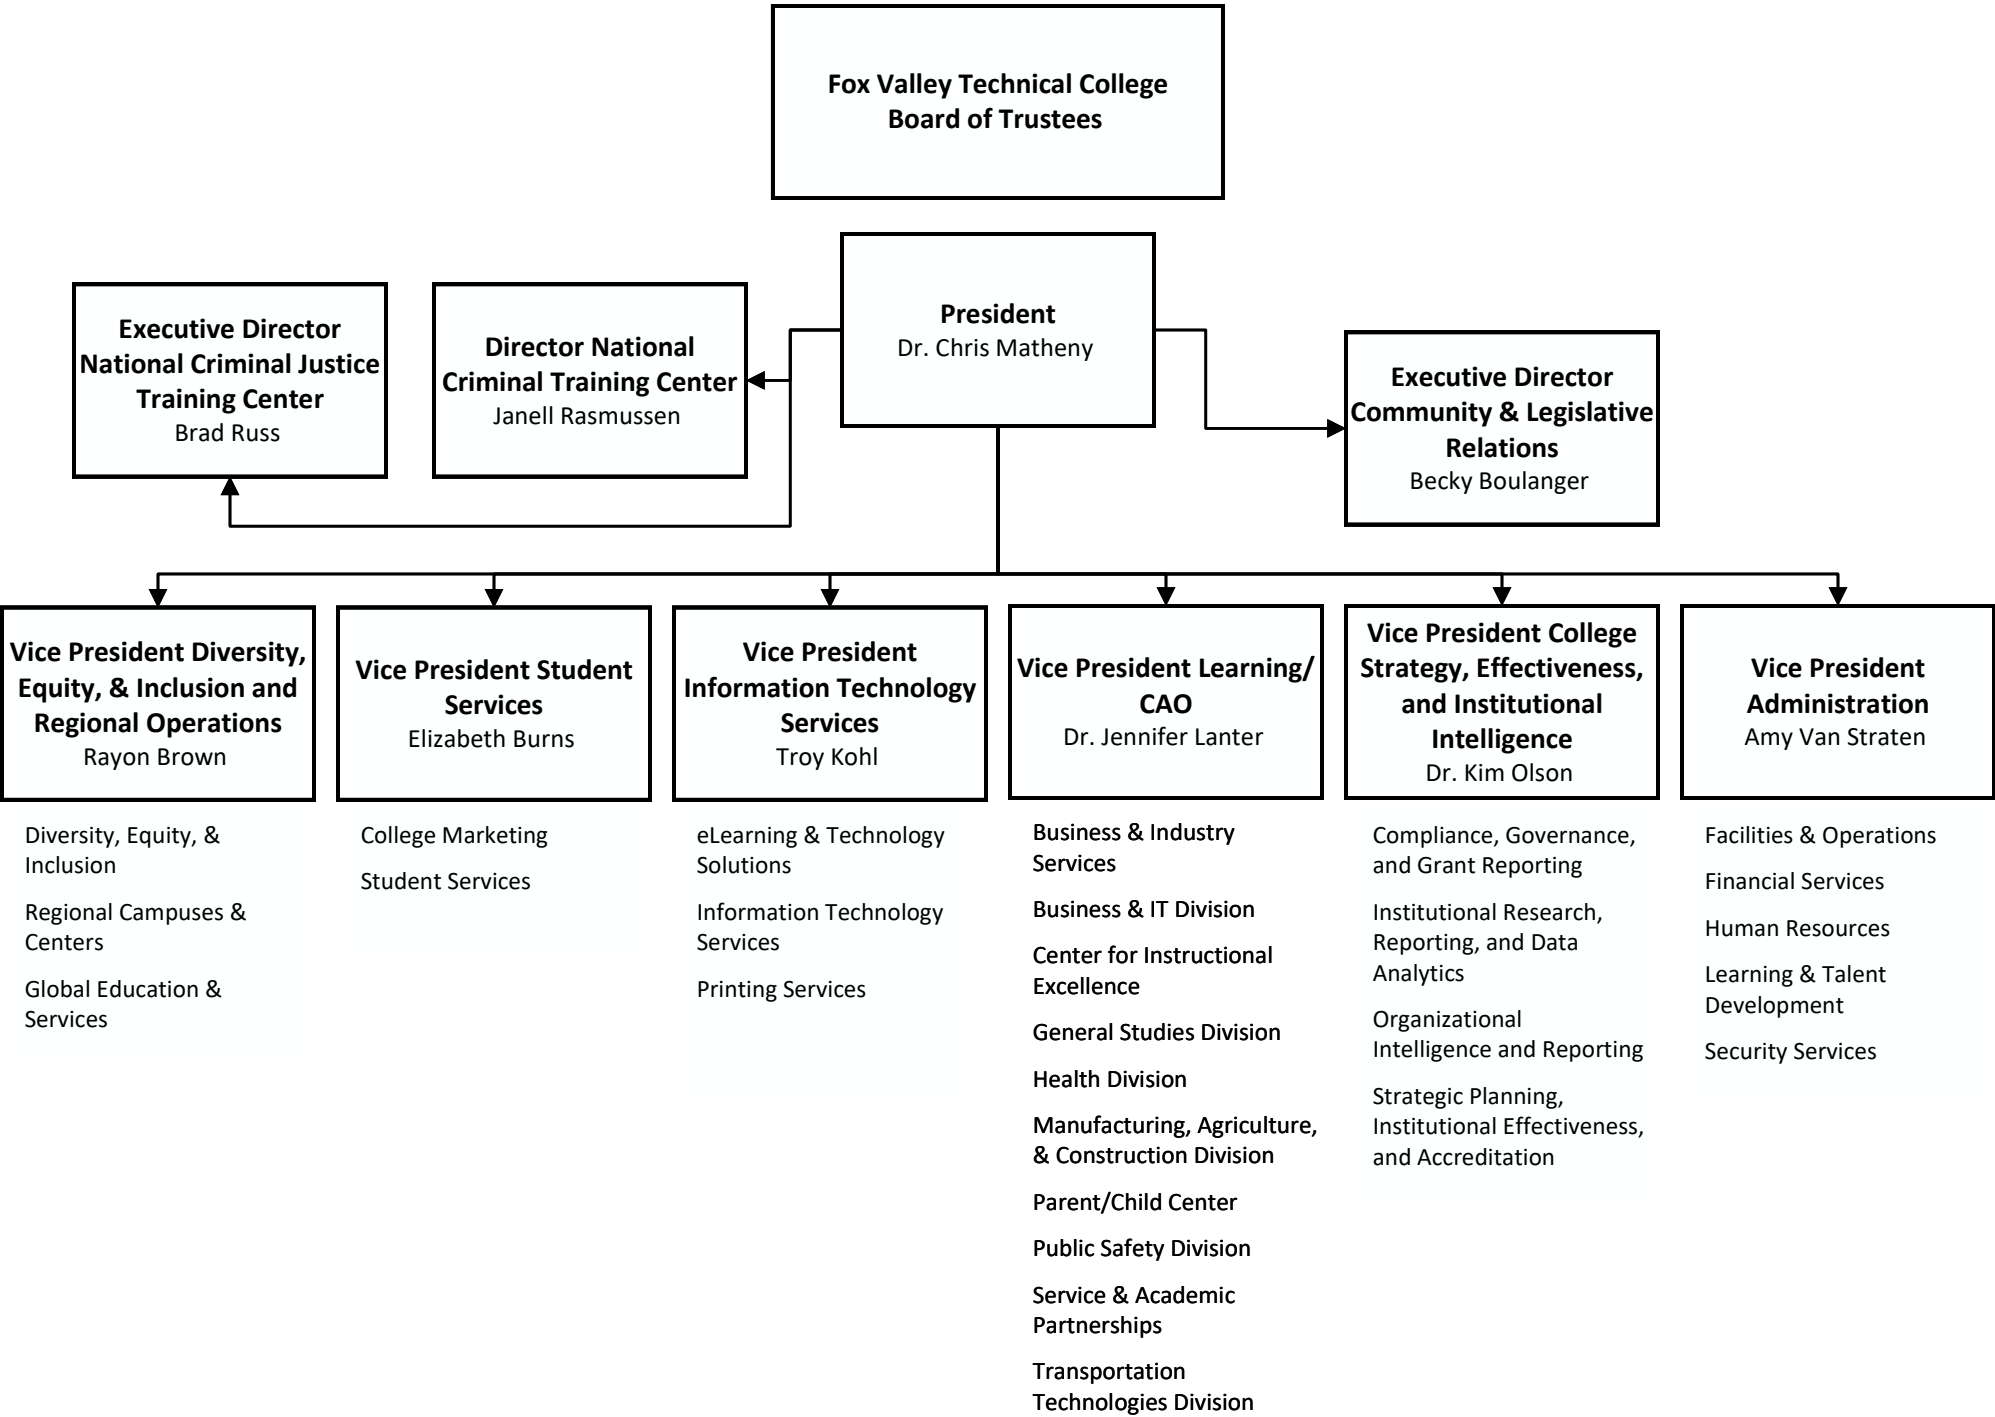 Fox Valley Technical College
Board of Trustees
President
Dr. Chris Matheny
Executive Director
National Criminal Justice
Training Center
Brad Russ
Director National
Criminal Training Center
Janell Rasmussen
Executive Director
Community & Legislative
Relations
Becky Boulanger
Vice President Diversity,
Equity, & Inclusion and
Regional Operations
Rayon Brown
Diversity, Equity, &
Inclusion
Regional Campuses &
Centers
Global Education &
Services
Vice President Student
Services
Elizabeth Burns
College Marketing
Student Services
Vice President
Information Technology
Services
Troy Kohl
eLearning & Technology
Solutions
Information Technology
Services
Printing Services
Vice President Learning/
CAO
Dr. Jennifer Lanter
Business & Industry
Services
Business & IT Division
Center for Instructional
Excellence
General Studies Division
Health Division
Manufacturing, Agriculture,
& Construction Division
Parent/Child Center
Public Safety Division
Service & Academic
Partnerships
Transportation
Technologies Division
Vice President College
Strategy, Effectiveness,
and Institutional
Intelligence
Dr. Kim Olson
Compliance, Governance,
and Grant Reporting
Institutional Research,
Reporting, and Data
Analytics
Organizational
Intelligence and Reporting
Strategic Planning,
Institutional Effectiveness,
and Accreditation
Vice President
Administration
Amy Van Straten
Facilities & Operations
Financial Services
Human Resources
Learning & Talent
Development
Security Services